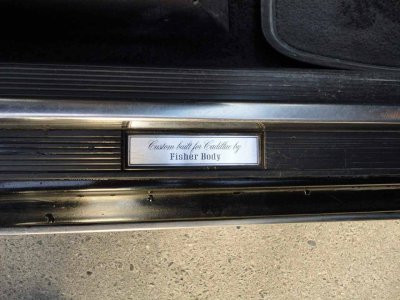 Custom built for Cadillac by
Fisher Body